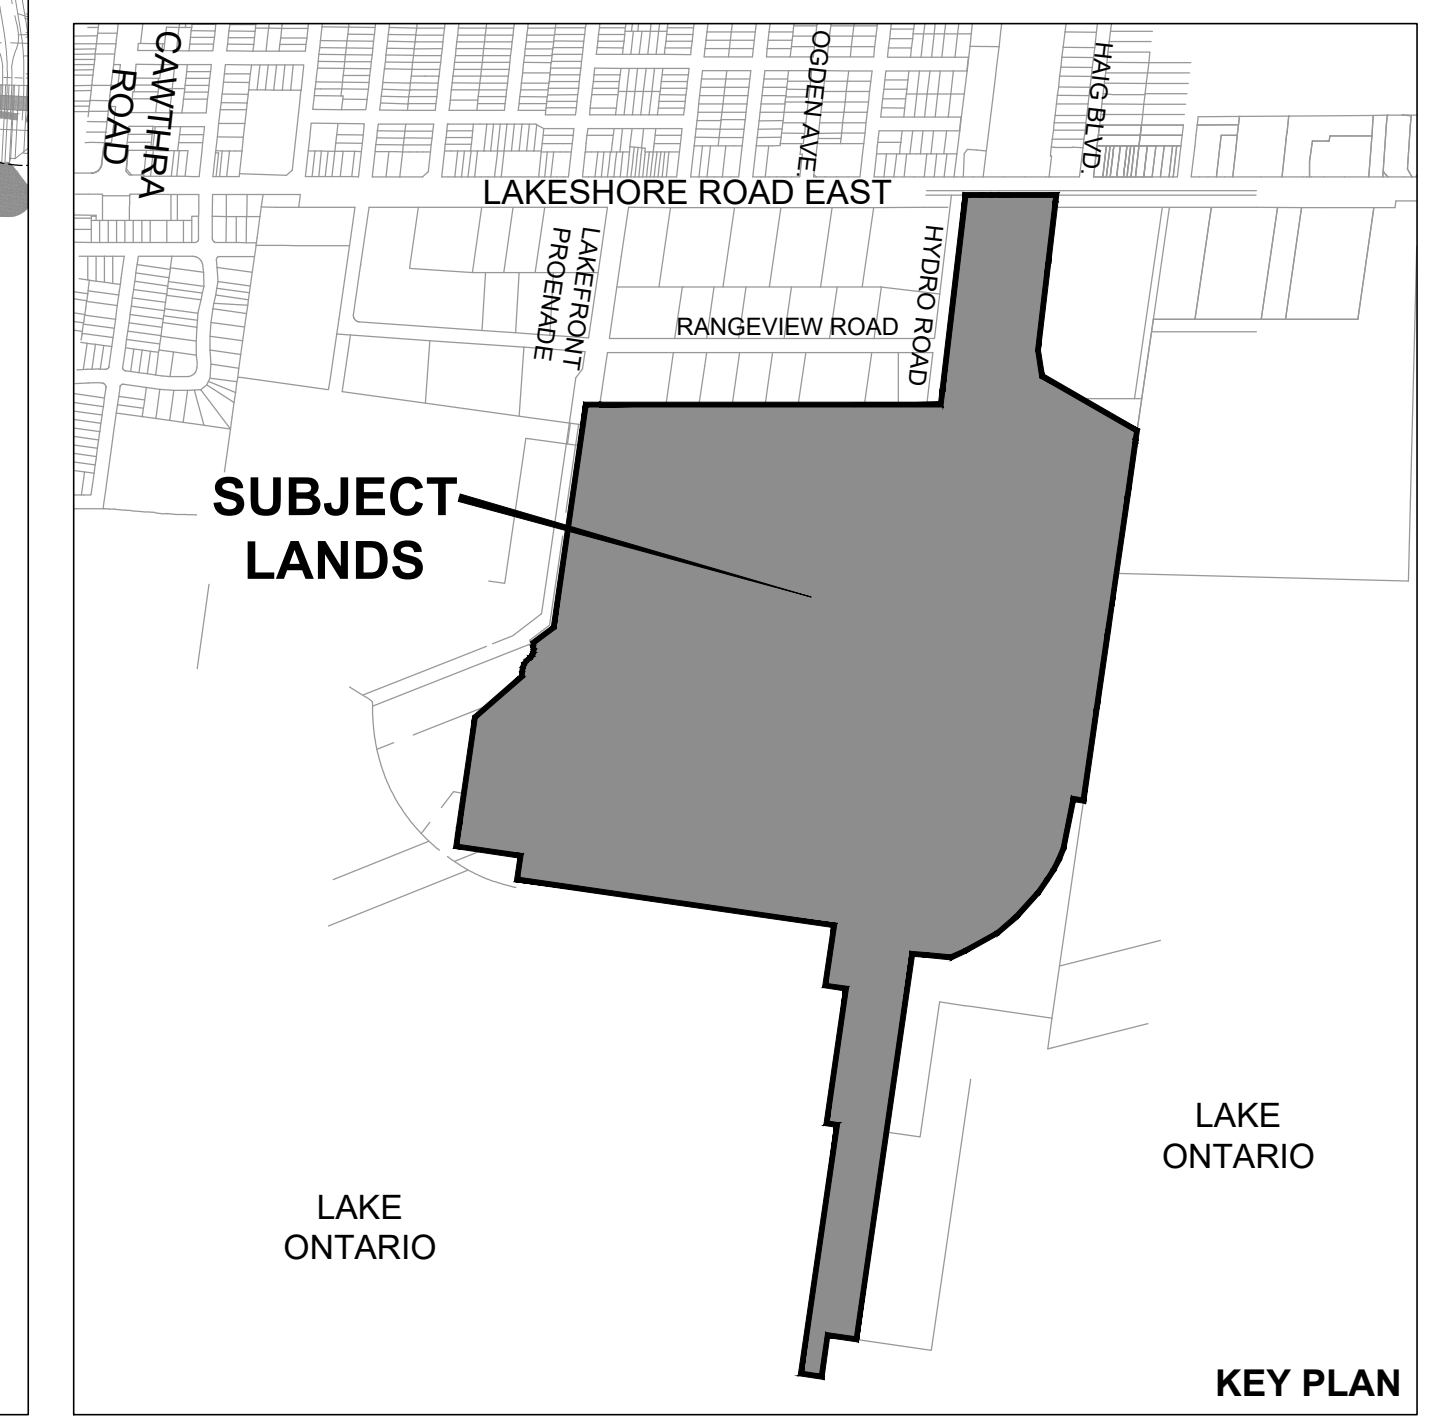 CAWTHRA
ROAD
OGDEN AVE.
HAIG BLVD.
LAKESHORE ROAD EAST
LAKEFRONT
PROENADE
HYDRO ROAD
RANGEVIEW ROAD
SUBJECT
LANDS
LAKE
ONTARIO
LAKE
ONTARIO
KEY PLAN